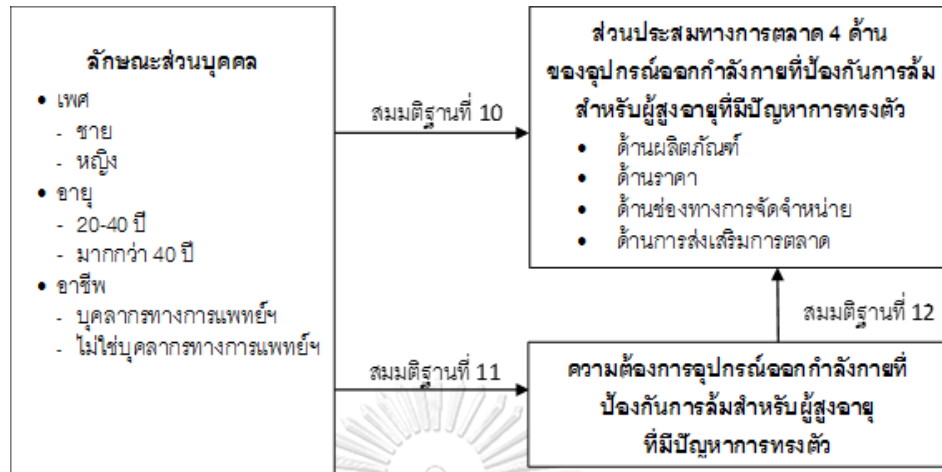 ลักษณะส่วนบุคคล
• เพศ
- ชาย
- หญิง
• อายุ
- 20-40 ปี
- มากกว่า 40 ปี
• อาชีพ
- บุคลากรทางการแพทย์ฯ
- ไม่ใช่บุคลากรทางการแพทย์ฯ
สมมติฐานที่ 10
ส่วนประสมทางการตลาด 4 ด้าน
ของอุปกรณ์ออกกำลังกายที่ป้องกันการล้ม
สำหรับผู้สูงอายุที่มีปัญหาการทรงตัว
• ด้านผลิตภัณฑ์
• ด้านราคา
• ด้านช่องทางการจัดจำหน่าย
• ด้านการส่งเสริมการตลาด
สมมติฐานที่ 12
สมมติฐานที่ 11
ความต้องการอุปกรณ์ออกกำลังกายที่
ป้องกันการล้มสำหรับผู้สูงอายุ
ที่มีปัญหาการทรงตัว